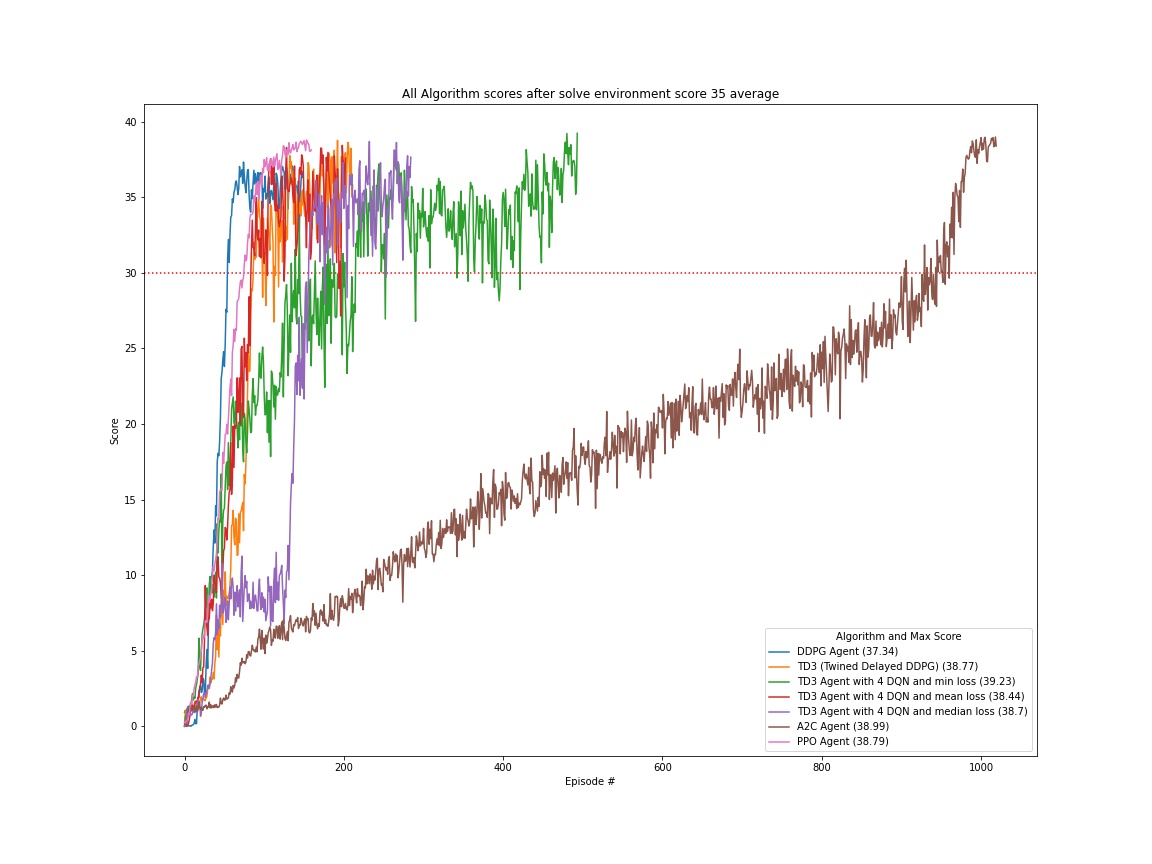 All Algorithm scores after solve environment score 35 average
40
35
30
25
20
15
10
5
0
Score
0 200 400 600 800 1000
Episode #
Algorithm and Max Score
DDPG Agent (37.34)
TD3 (Twined Delayed DDPG) (38.77)
TD3 Agent with 4 DQN and min loss (39.23)
TD3 Agent with 4 DQN and mean loss (38.44)
TD3 Agent with 4 DQN and median loss (38.7)
A2C Agent (38.99)
PPO Agent (38.79)